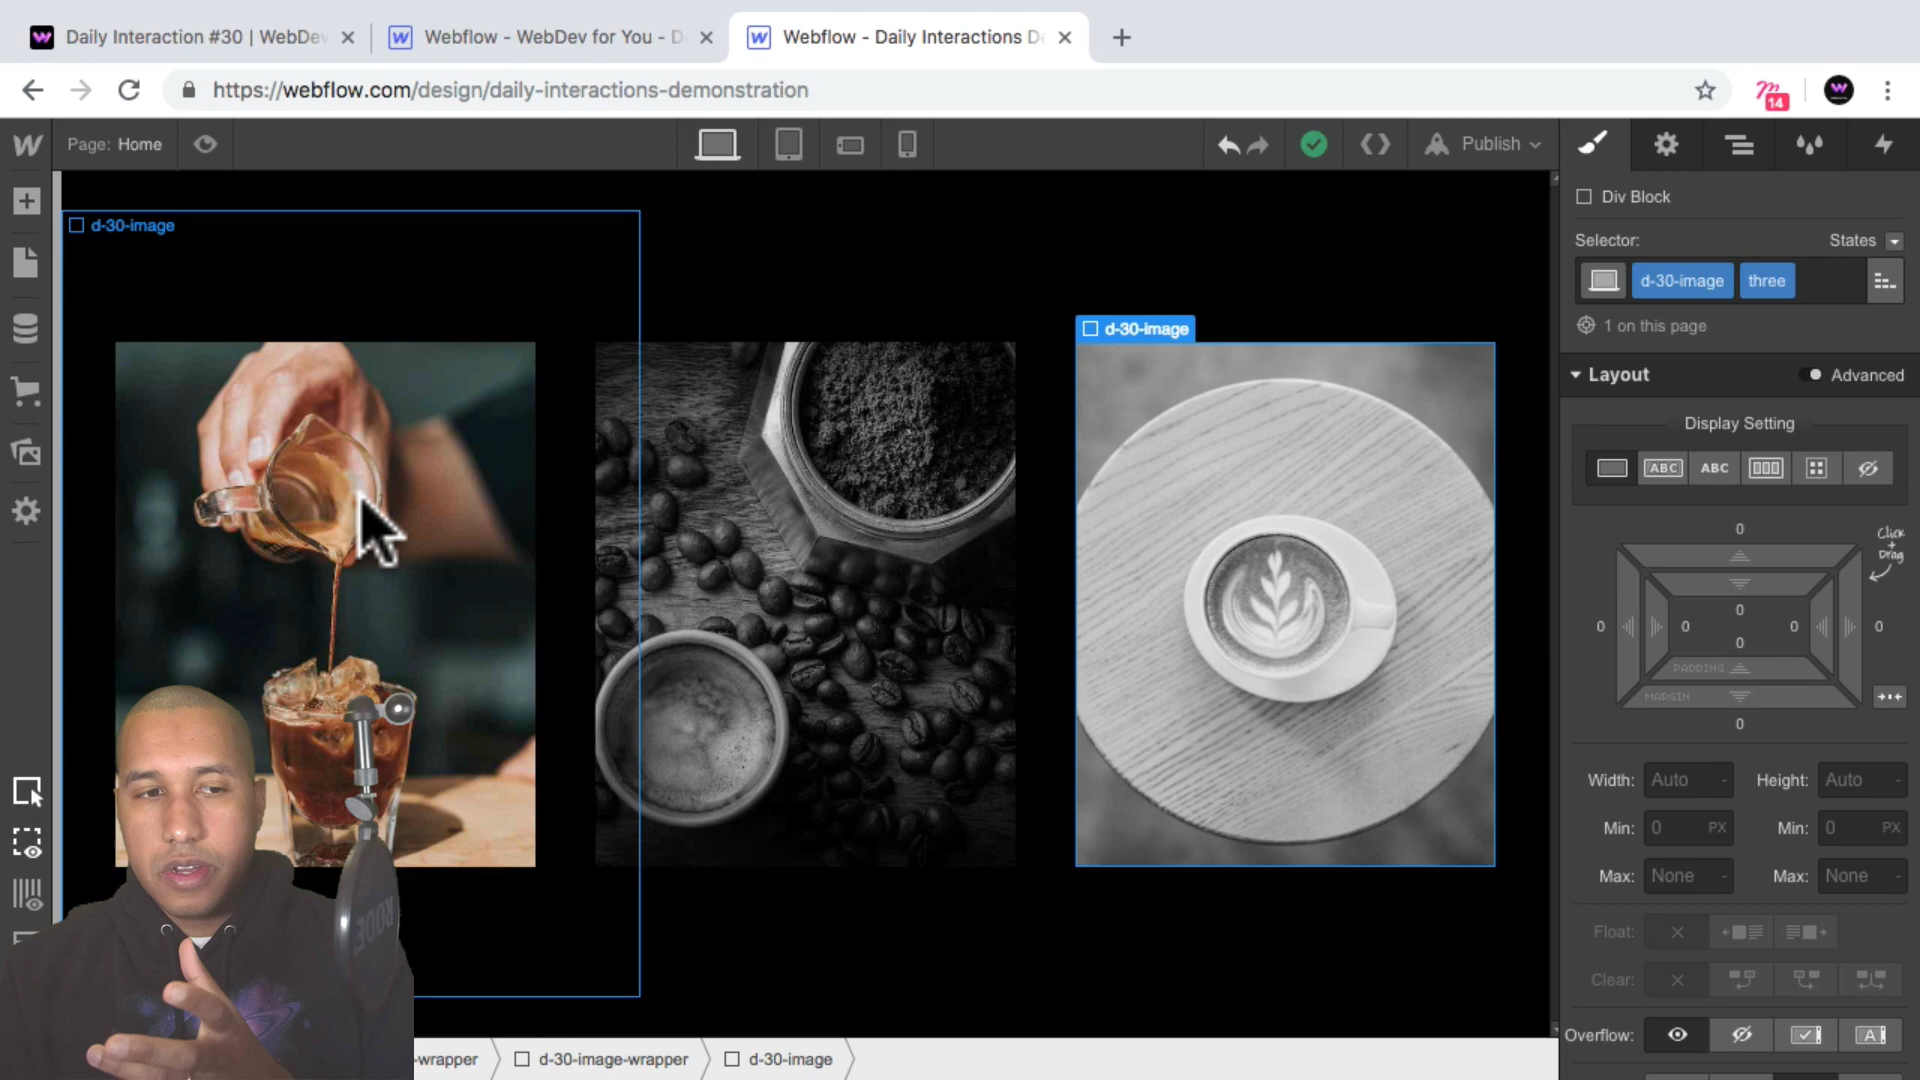 Daily Interaction #30 | WebDev
Webflow - WebDev for You - D
Webflow - Daily Interactions De
https://webflow.com/design/daily-interactions-demonstration
14
Page: Home
Publish
Div Block
Selector: States
d-30-image three
1 on this page
Layout Advanced
Display Setting
ABC ABC
Click + Drag
0
0
0 0 0 0
0
PADDING
MARGIN
0
Width: Auto - Height: Auto -
Min: 0 PX Min: 0 PX
Max: None - Max: None -
Float:
Clear:
Overflow: A
d-30-image
d-30-image
RODE
-wrapper d-30-image-wrapper d-30-image